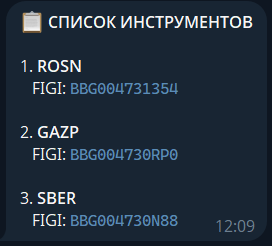 📋 СПИСОК ИНСТРУМЕНТОВ
1. ROSN
FIGI: BBG004731354
2. GAZP
FIGI: BBG004730RP0
3. SBER
FIGI: BBG004730N88
12:09